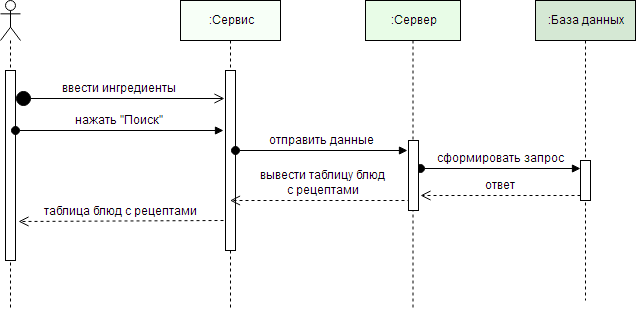 :Сервис
:Сервер
:База данных
ввести ингредиенты
нажать "Поиск"
отправить данные
сформировать запрос
вывести таблицу блюд
с рецептами
ответ
таблица блюд с рецептами